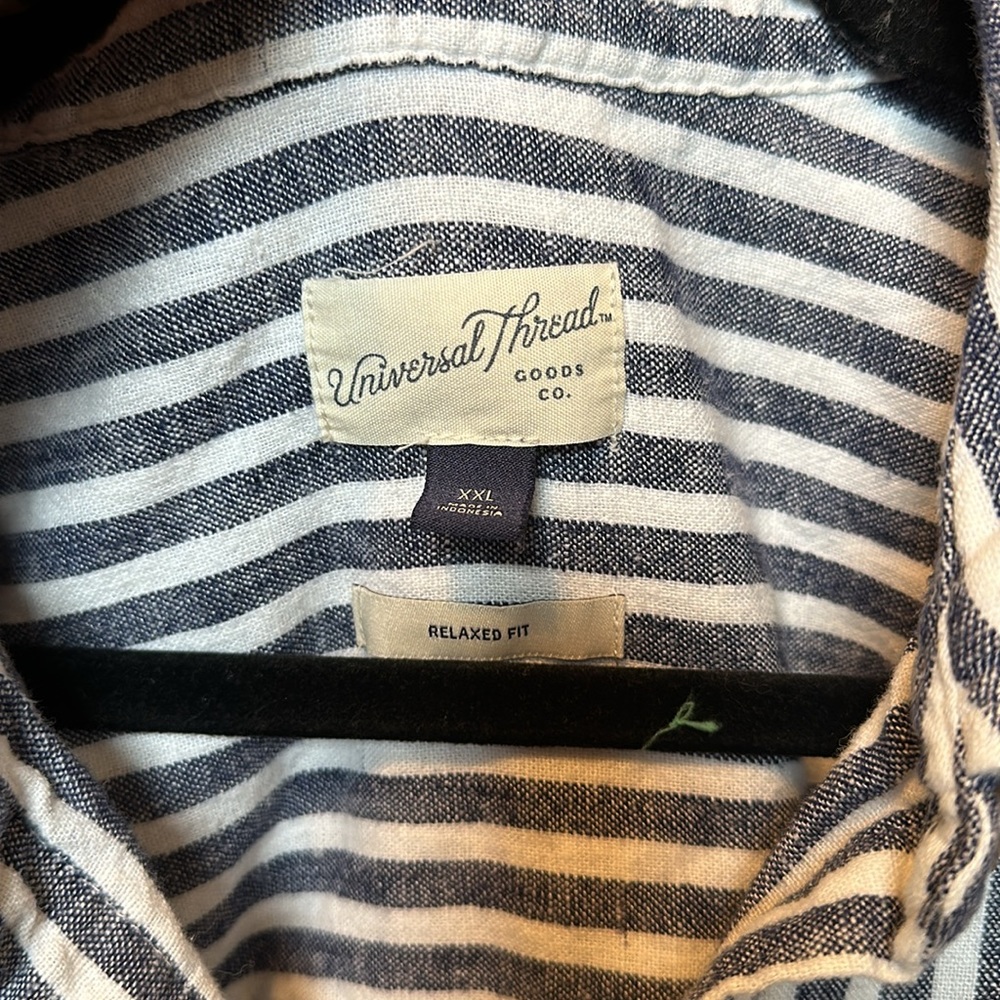 Universal Thread™
GOODS
CO.
XXL
MADE IN
INDONESIA
RELAXED FIT